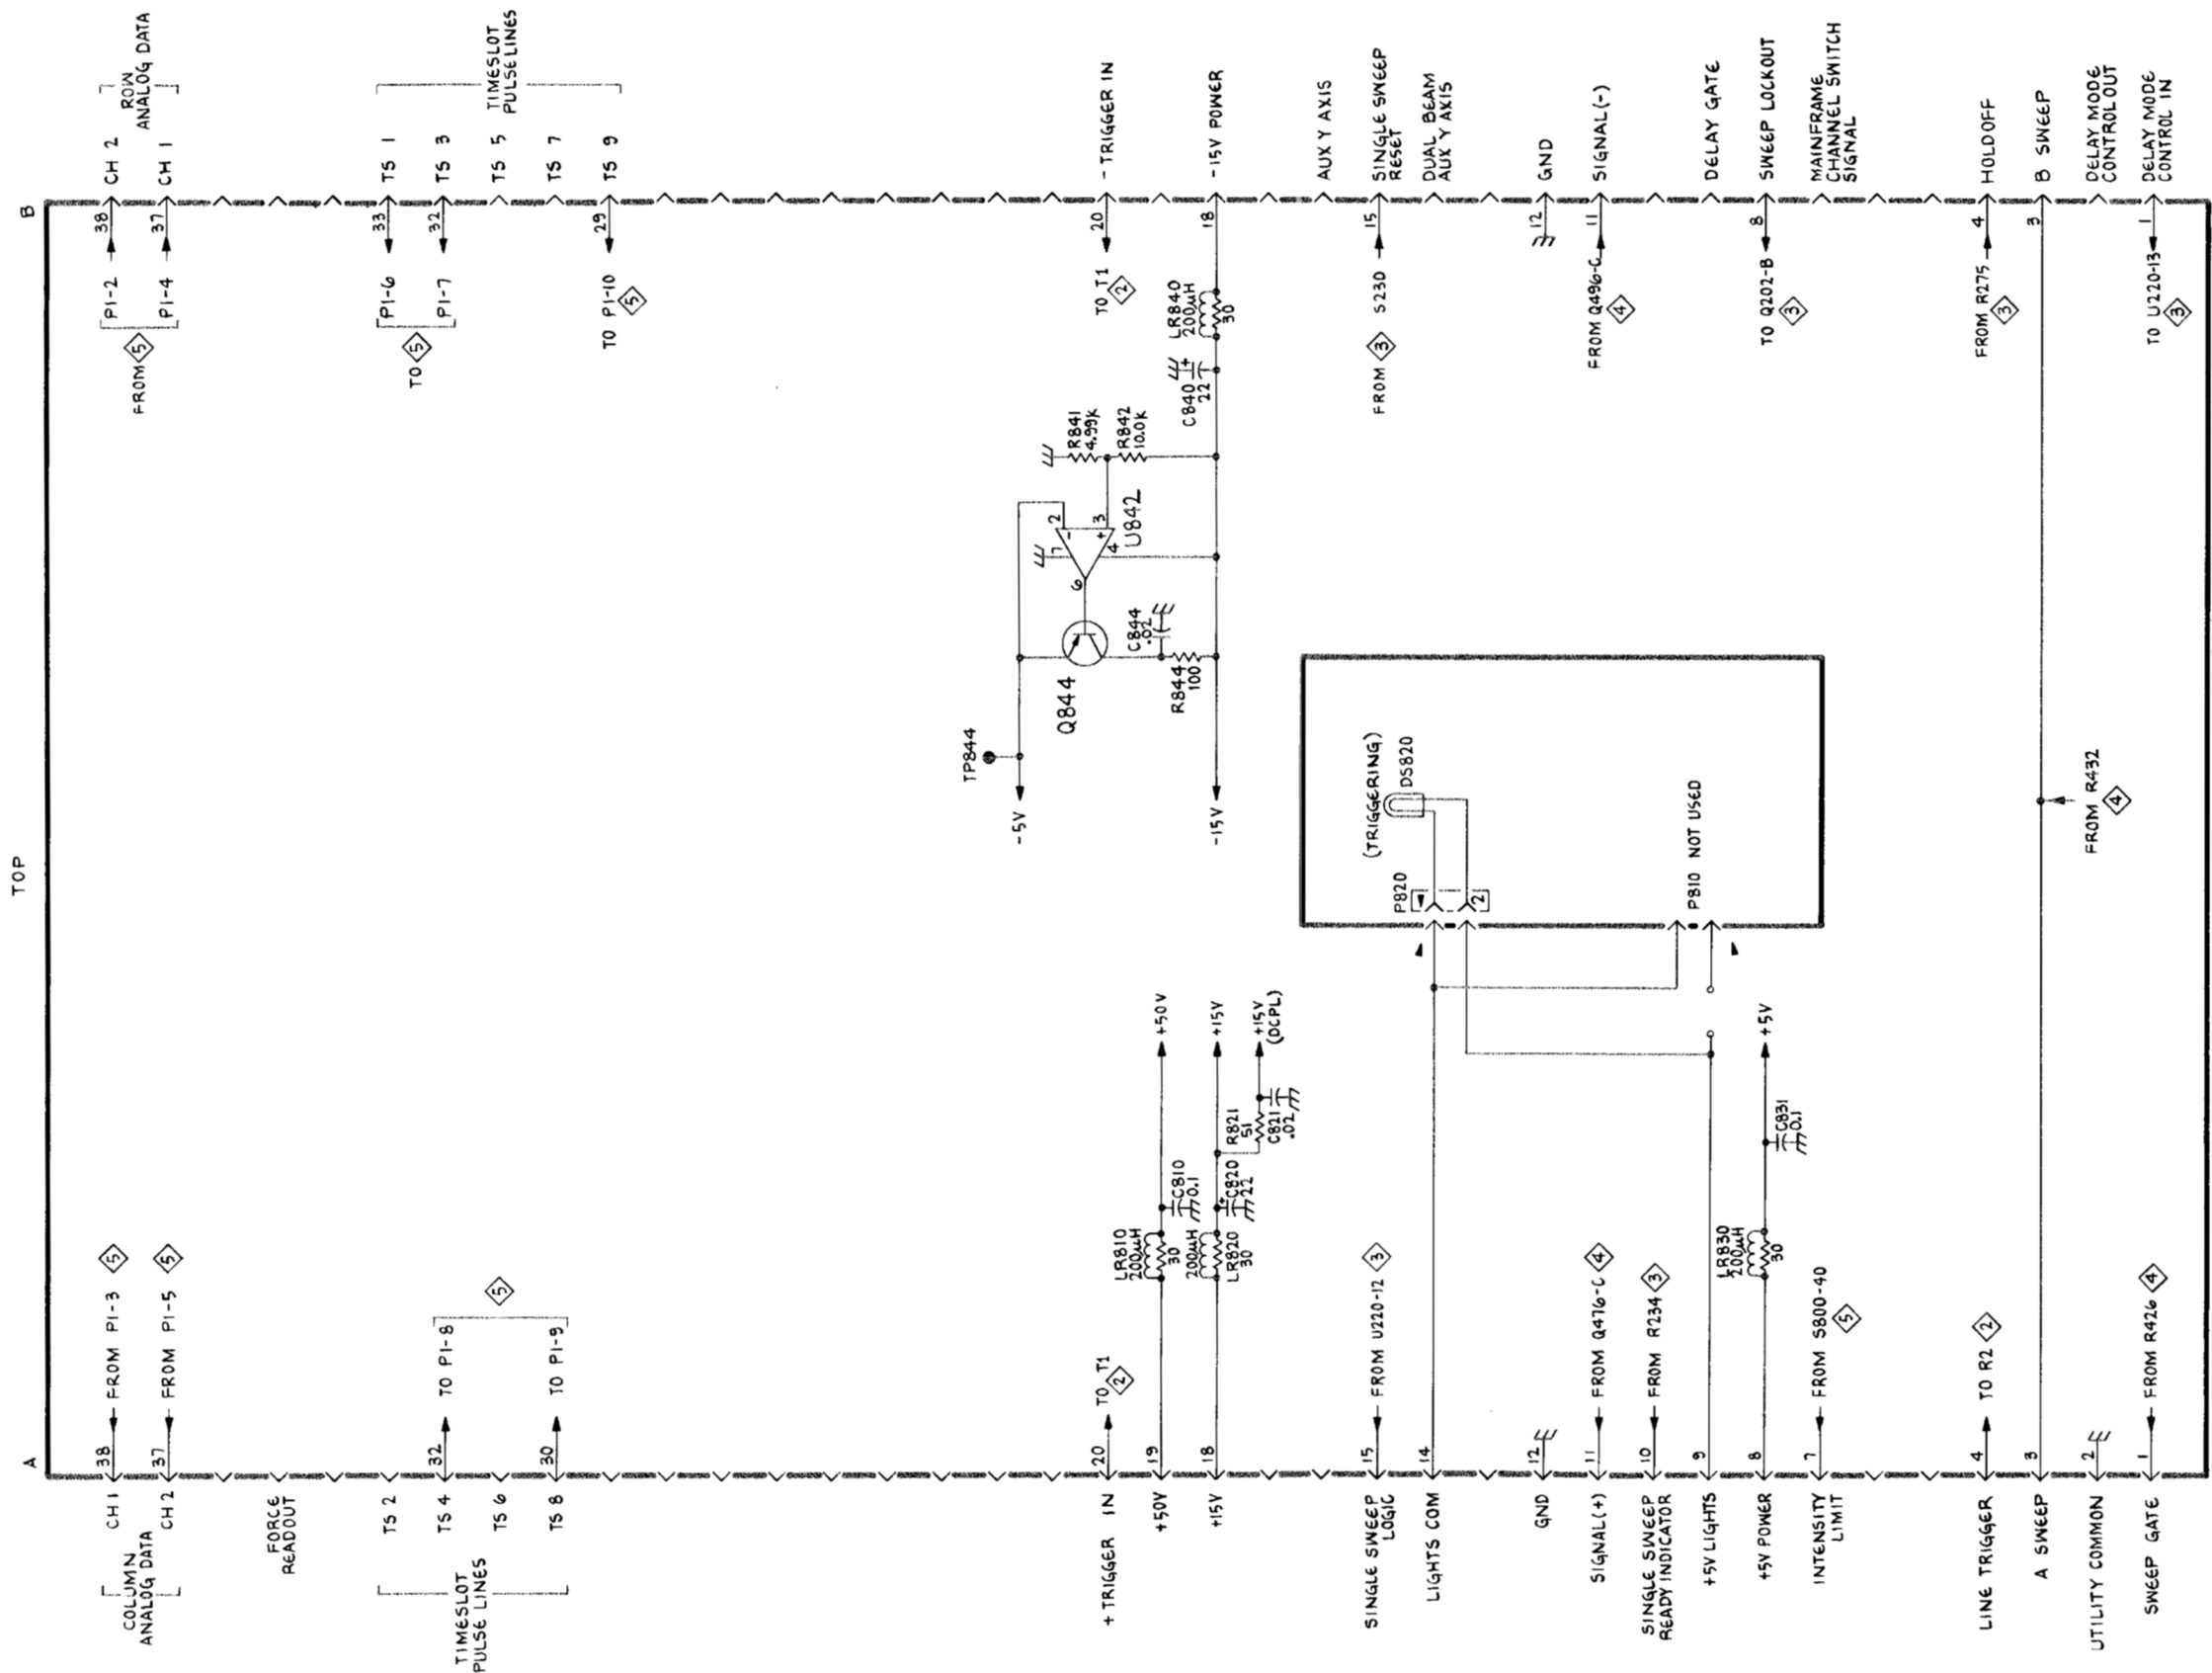 TOP
A
B
COLUMN
ANALOG DATA
CH 1
38
FROM P1-3
5
CH 2
37
FROM P1-5
5
FORCE
READOUT
TIMESLOT
PULSE LINES
TS 2
TS 4
32
TO P1-8
TS 6
5
TS 8
30
TO P1-9
+ TRIGGER IN
20
TO T1
2
+50V
19
LR810
200µH
30
C810
0.1
+50V
+15V
18
200µH
LR820
30
+
C820
22
R821
51
C821
.02
+15V
+15V
(DCPL)
SINGLE SWEEP
LOGIC
15
FROM U220-12
3
LIGHTS COM
14
GND
12
SIGNAL(+)
11
FROM Q476-C
4
SINGLE SWEEP
READY INDICATOR
10
FROM R234
3
+5V LIGHTS
9
+5V POWER
8
LR830
200µH
30
C831
0.1
+5V
INTENSITY
LIMIT
7
FROM S800-40
5
LINE TRIGGER
4
TO R2
2
A SWEEP
3
UTILITY COMMON
2
SWEEP GATE
1
FROM R426
4
TP844
-5V
-15V
Q844
R844
100
C844
.02
6
7
2
-
3
+
4
U842
R841
4.99K
R842
10.0K
C840
22
+
LR840
200µH
30
(TRIGGERING)
DS820
P820
2
P810 NOT USED
FROM R432
4
ROW
ANALOG DATA
FROM
5
P1-2
38
CH 2
P1-4
37
CH 1
TIMESLOT
PULSE LINES
TO
5
P1-6
33
TS 1
P1-7
32
TS 3
TS 5
TS 7
TO P1-10
5
29
TS 9
TO T1
2
20
- TRIGGER IN
18
-15V POWER
AUX Y AXIS
FROM
3
S230
15
SINGLE SWEEP
RESET
DUAL BEAM
AUX Y AXIS
12
GND
FROM Q496-C
4
11
SIGNAL(-)
DELAY GATE
TO Q202-B
3
8
SWEEP LOCKOUT
MAINFRAME
CHANNEL SWITCH
SIGNAL
FROM R275
3
4
HOLDOFF
3
B SWEEP
DELAY MODE
CONTROL OUT
TO U220-13
3
1
DELAY MODE
CONTROL IN